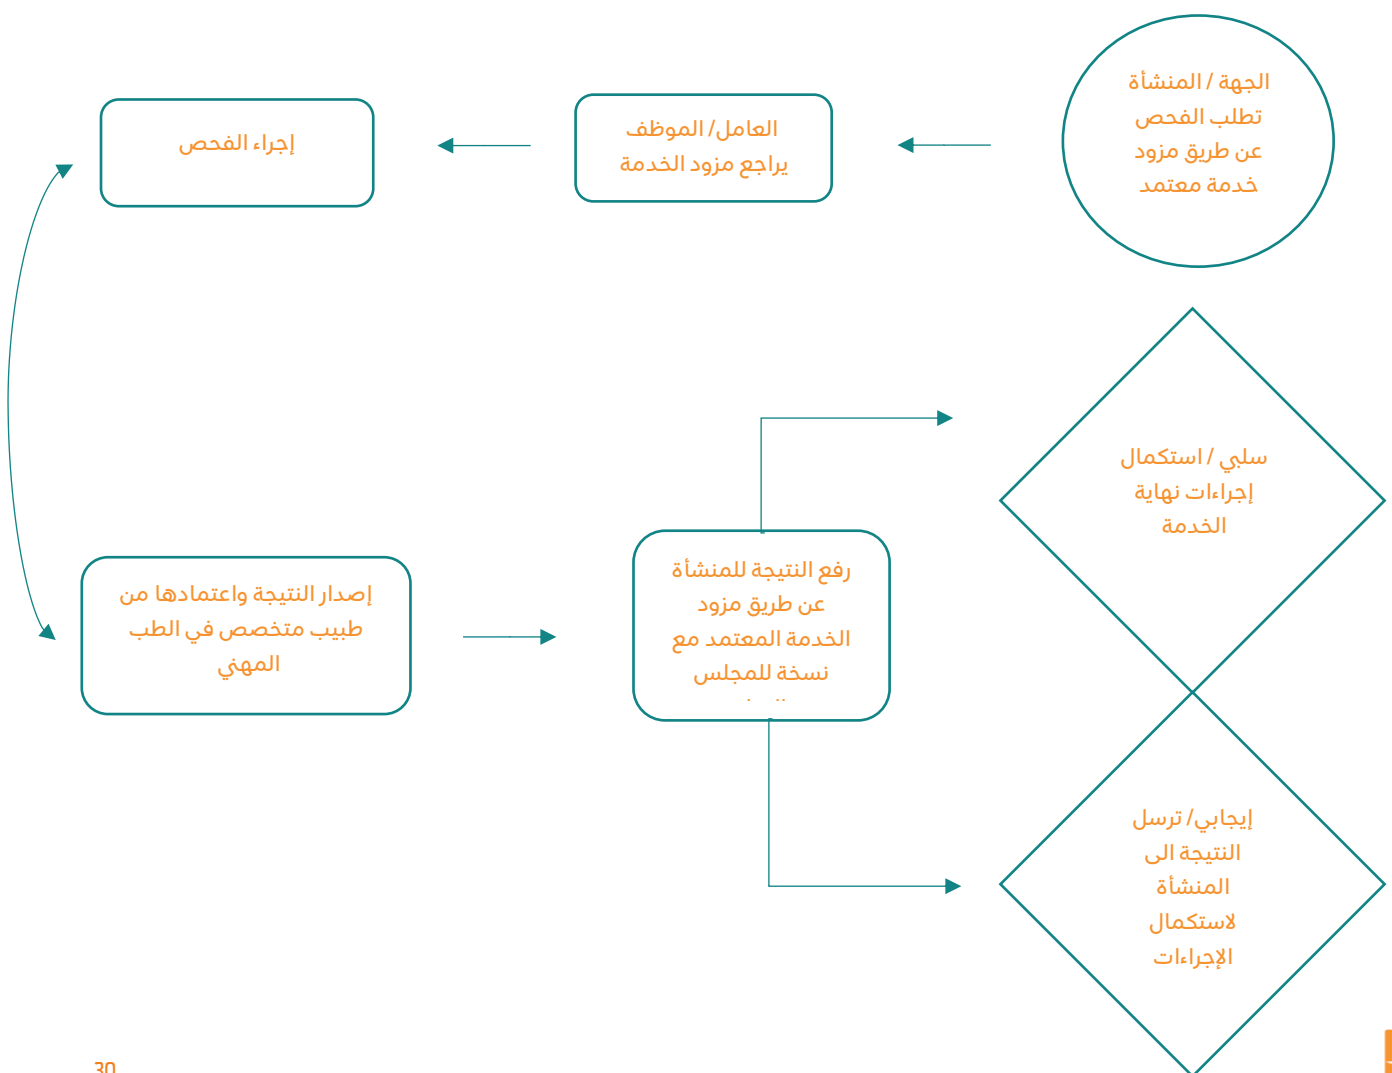 الجهة / المنشأة
تطلب الفحص
عن طريق مزود
خدمة معتمد
العامل/ الموظف
يراجع مزود الخدمة
إجراء الفحص
إصدار النتيجة واعتمادها من
طبيب متخصص في الطب
المهني
رفع النتيجة للمنشأة
عن طريق مزود
الخدمة المعتمد مع
نسخة للمجلس
سلبي / استكمال
إجراءات نهاية
الخدمة
إيجابي/ ترسل
النتيجة الى
المنشأة
لاستكمال
الإجراءات
30